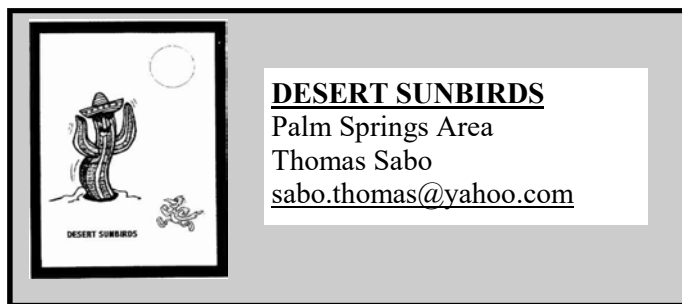 DESERT SUNBIRDS
DESERT SUNBIRDS
Palm Springs Area
Thomas Sabo
sabo.thomas@yahoo.com